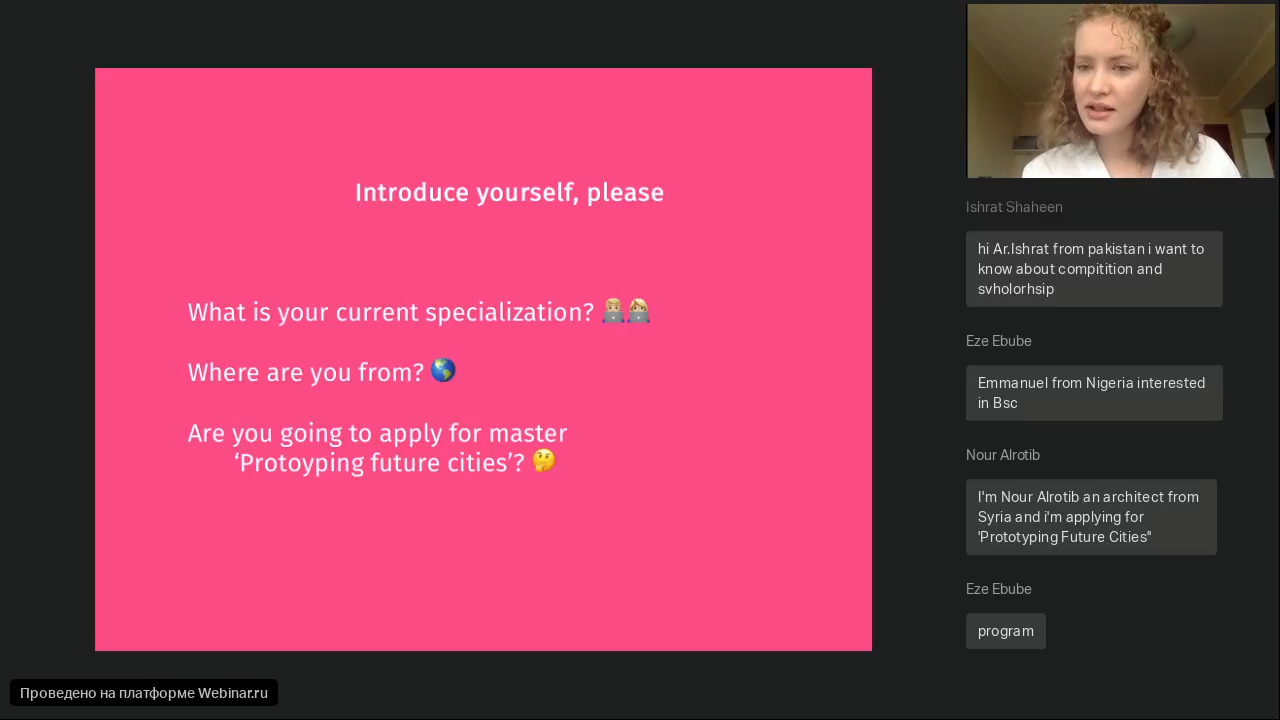 Introduce yourself, please
What is your current specialization? 👨🏼‍💻👩🏼‍💻
Where are you from? 🌎
Are you going to apply for master
‘Protoyping future cities’? 🤔
Ishrat Shaheen
hi Ar.Ishrat from pakistan i want to
know about compitition and
svholorhsip
Eze Ebube
Emmanuel from Nigeria interested
in Bsc
Nour Alrotib
I'm Nour Alrotib an architect from
Syria and i'm applying for
'Prototyping Future Cities"
Eze Ebube
program
Проведено на платформе Webinar.ru